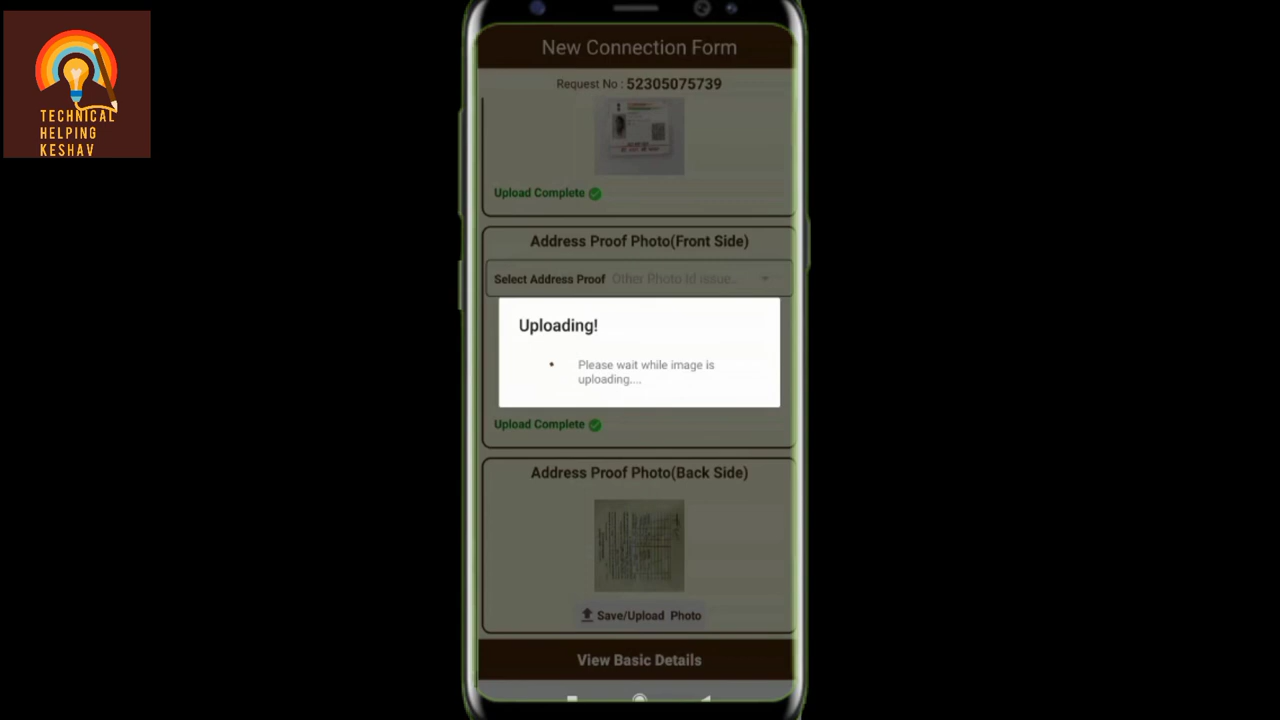 TECHNICAL
HELPING
KESHAV
New Connection Form
Request No : 52305075739
Upload Complete
Address Proof Photo(Front Side)
Select Address Proof Other Photo Id issue..
Uploading!
Please wait while image is
uploading....
Upload Complete
Address Proof Photo(Back Side)
Save/Upload Photo
View Basic Details